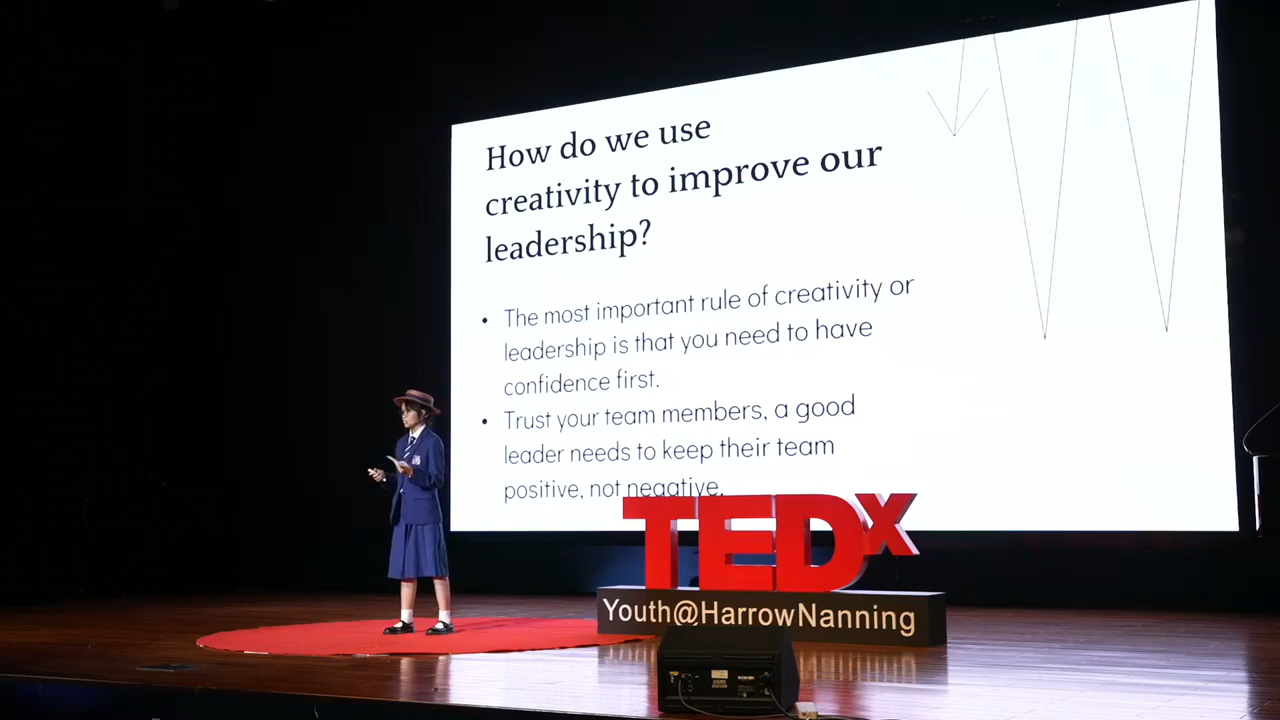 How do we use
creativity to improve our
leadership?
• The most important rule of creativity or
leadership is that you need to have
confidence first.
• Trust your team members, a good
leader needs to keep their team
positive, not negative.
TEDx
Youth@HarrowNanning